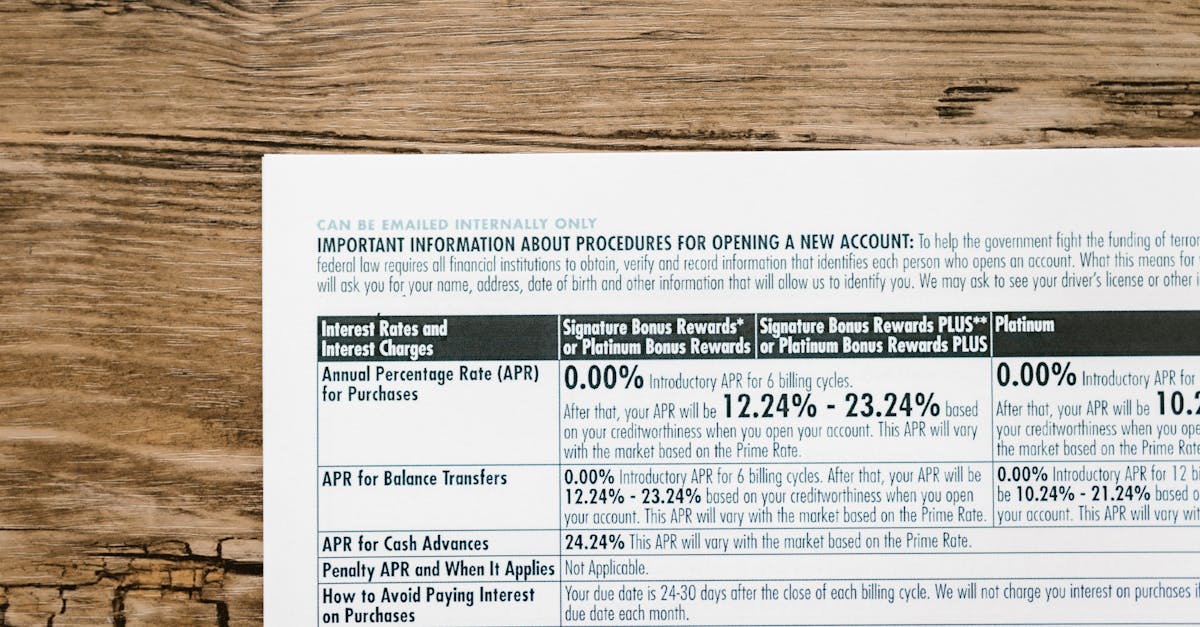 CAN BE EMAILED INTERNALLY ONLY
IMPORTANT INFORMATION ABOUT PROCEDURES FOR OPENING A NEW ACCOUNT: To help the government fight the funding of
federal law requires all financial institutions to obtain, verify and record information that identifies each person who opens an account. What this means for
will ask you for your name, address, date of birth and other information that will allow us to identify you. We may ask to see your driver's license or other
Interest Rates and
Interest Charges
Signature Bonus Rewards*
or Platinum Bonus Rewards
Signature Bonus Rewards PLUS**
or Platinum Bonus Rewards PLUS
Platinum
Annual Percentage Rate (APR)
for Purchases
0.00% Introductory APR for 6 billing cycles.
After that, your APR will be 12.24% - 23.24% based
on your creditworthiness when you open your account. This APR will vary
with the market based on the Prime Rate.
0.00% Introductory APR for
After that, your APR will be 10.2
your creditworthiness when you ope
the market based on the Prime Rate
APR for Balance Transfers
0.00% Introductory APR for 6 billing cycles. After that, your APR will be
12.24% - 23.24% based on your creditworthiness when you open
your account. This APR will vary with the market based on the Prime Rate.
0.00% Introductory APR for 12 bi
be 10.24% - 21.24% based o
your account. This APR will vary wit
APR for Cash Advances
24.24% This APR will vary with the market based on the Prime Rate.
Penalty APR and When It Applies
Not Applicable.
How to Avoid Paying Interest
on Purchases
Your due date is 24-30 days after the close of each billing cycle. We will not charge you interest on purchases if
due date each month.